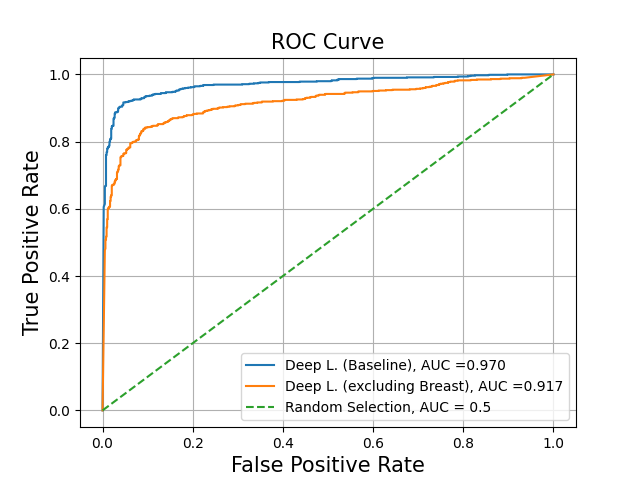 ROC Curve
True Positive Rate
1.0
0.8
0.6
0.4
0.2
0.0
Deep L. (Baseline), AUC =0.970
Deep L. (excluding Breast), AUC =0.917
Random Selection, AUC = 0.5
0.0 0.2 0.4 0.6 0.8 1.0
False Positive Rate